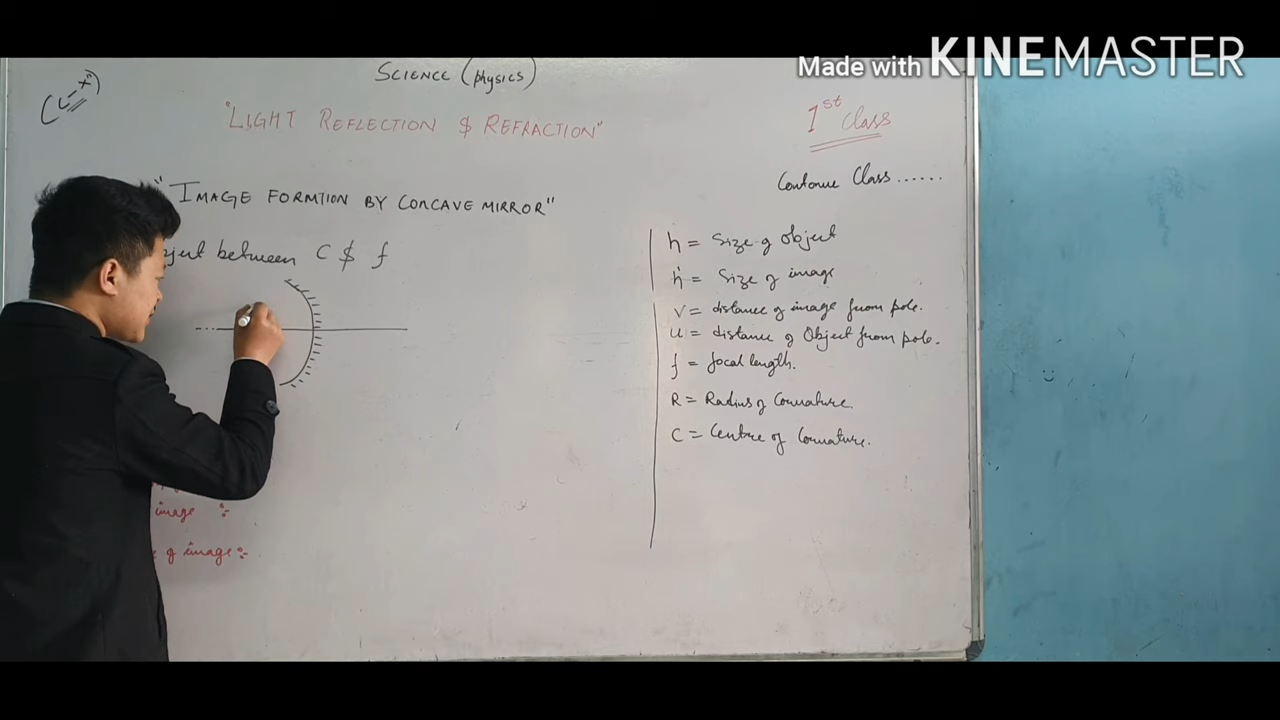 Made with KINEMASTER
(CL-X")
SCIENCE (physics)
"LIGHT REFLECTION $ REFRACTION"
1st Class
Contonue Class ......
"IMAGE FORMTION BY CONCAVE MIRROR"
ject between C $ f
h = Size of Object
h' = Size of image
v = distance of image from pole.
u = distance of Object from pole.
f = focal length.
R = Radius of Curvature
C = Centre of Curvature.
image :
of image :